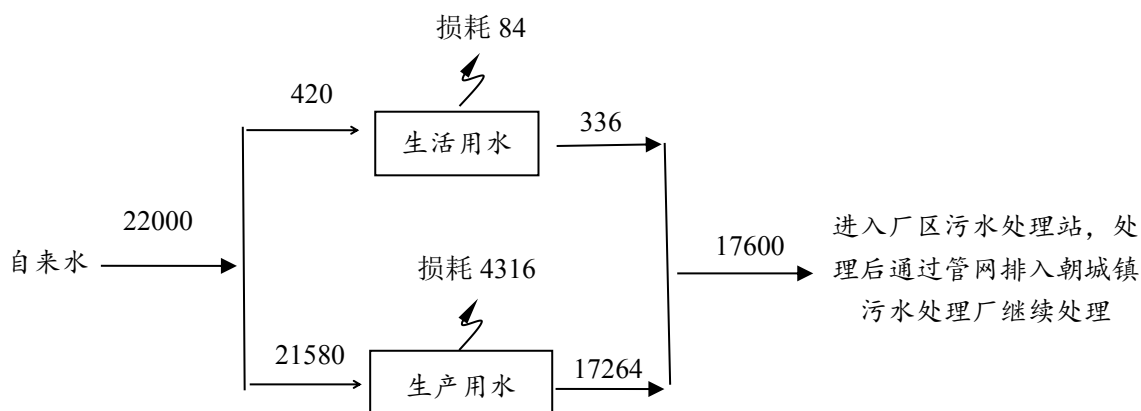 损耗 84
420
生活用水
336
22000
自来水
17600
进入厂区污水处理站，处
理后通过管网排入朝城镇
污水处理厂继续处理
损耗 4316
21580
生产用水
17264